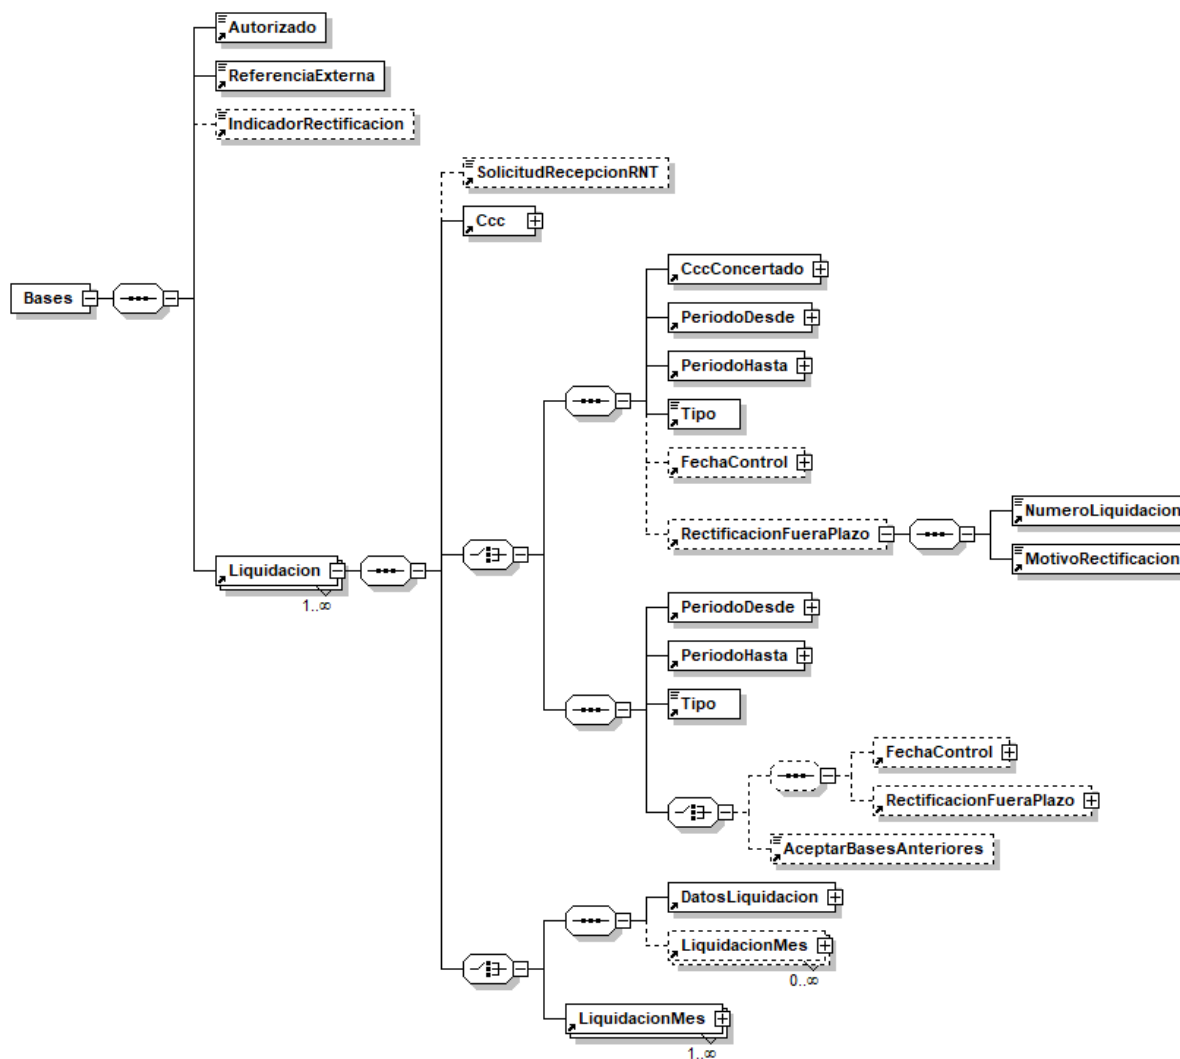 Autorizado
ReferenciaExterna
IndicadorRectificacion
SolicitudRecepcionRNT
Ccc
CccConcertado
Bases
PeriodoDesde
PeriodoHasta
Tipo
FechaControl
NumeroLiquidacion
RectificacionFueraPlazo
MotivoRectificacion
Liquidacion
1..∞
PeriodoDesde
PeriodoHasta
Tipo
FechaControl
RectificacionFueraPlazo
AceptarBasesAnteriores
DatosLiquidacion
LiquidacionMes
0..∞
LiquidacionMes
1..∞